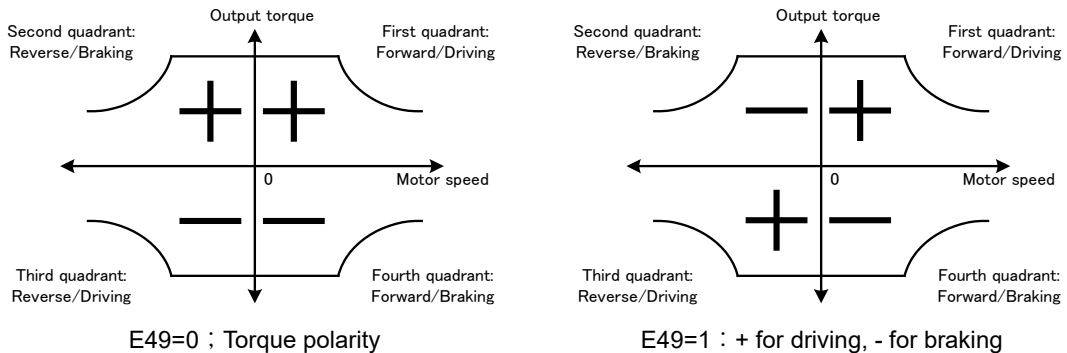 Output torque
Second quadrant:
Reverse/Braking
First quadrant:
Forward/Driving
0
Motor speed
Third quadrant:
Reverse/Driving
Fourth quadrant:
Forward/Braking
E49=0 ; Torque polarity
Output torque
Second quadrant:
Reverse/Braking
First quadrant:
Forward/Driving
0
Motor speed
Third quadrant:
Reverse/Driving
Fourth quadrant:
Forward/Braking
E49=1 : + for driving, - for braking